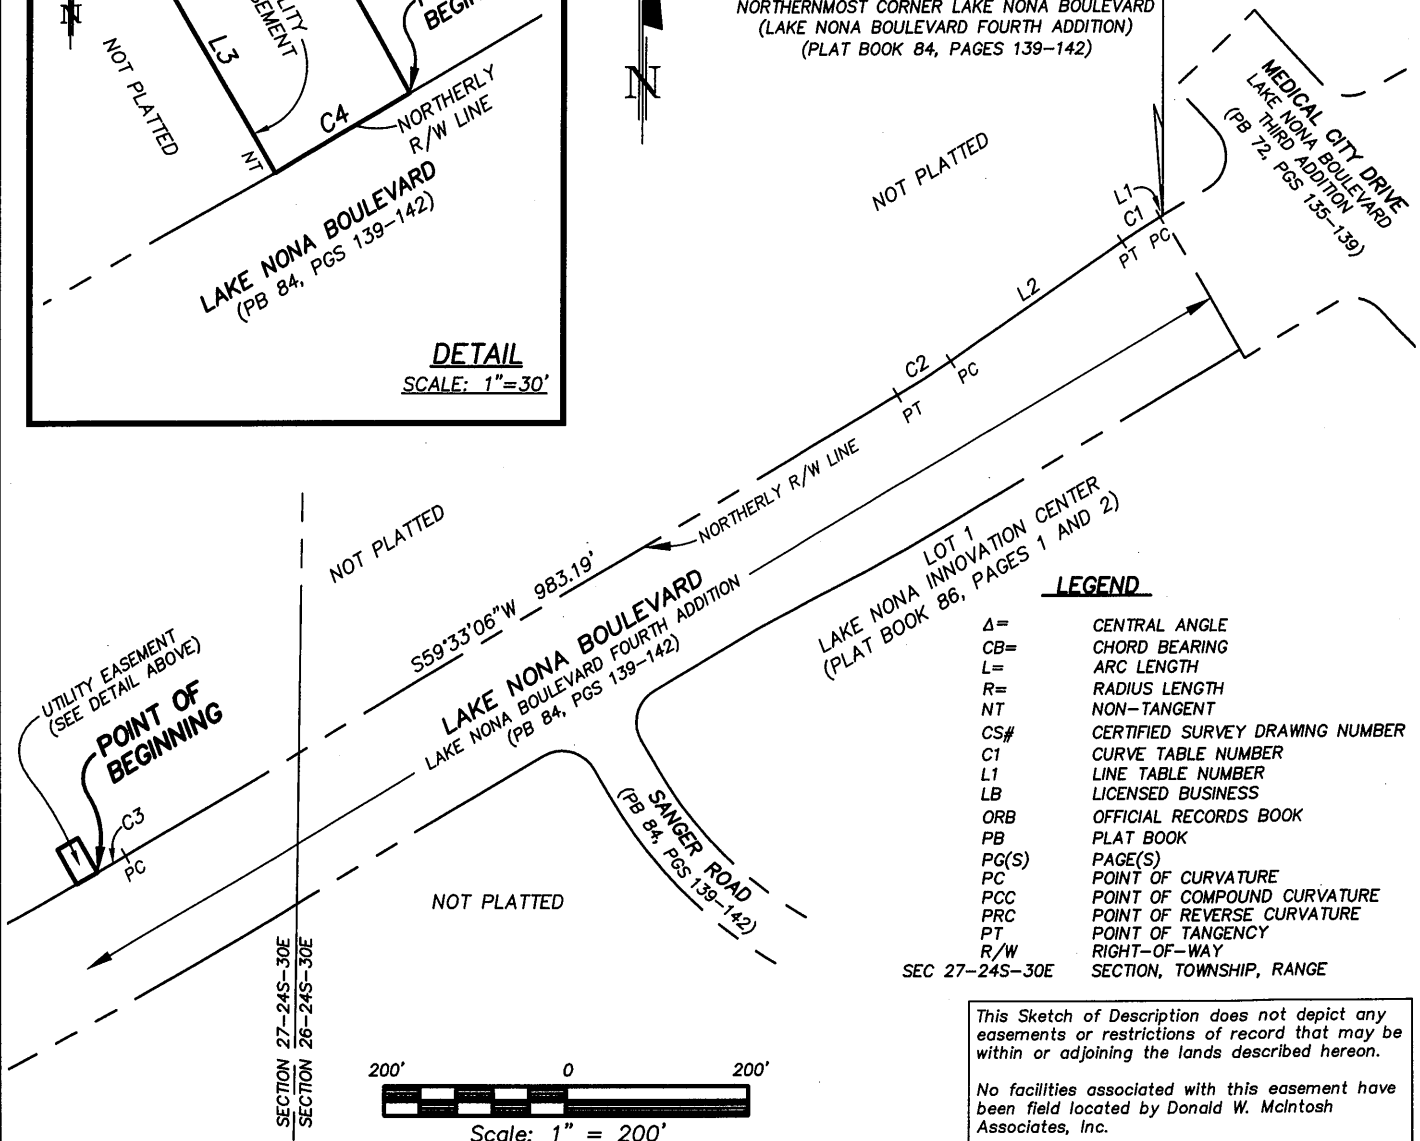 N
NOT PLATTED
L3
NT
C4
NORTHERLY
R/W LINE
LAKE NONA BOULEVARD
(PB 84, PGS 139-142)
DETAIL
SCALE: 1"=30'
N
NORTHERNMOST CORNER LAKE NONA BOULEVARD
(LAKE NONA BOULEVARD FOURTH ADDITION)
(PLAT BOOK 84, PAGES 139-142)
MEDICAL CITY DRIVE
LAKE NONA BOULEVARD
THIRD ADDITION
(PB 72, PGS 135-139)
NOT PLATTED
L1
C1
PT
PC
L2
C2
PC
PT
NORTHERLY R/W LINE
NOT PLATTED
S59°33'06"W 983.19'
LAKE NONA BOULEVARD
LAKE NONA BOULEVARD FOURTH ADDITION
(PB 84, PGS 139-142)
LOT 1
LAKE NONA INNOVATION CENTER
(PLAT BOOK 86, PAGES 1 AND 2)
UTILITY EASEMENT
(SEE DETAIL ABOVE)
POINT OF
BEGINNING
C3
PC
SANGER ROAD
(PB 84, PGS 139-142)
NOT PLATTED
SECTION 27-24S-30E
SECTION 26-24S-30E
LEGEND
Δ= CENTRAL ANGLE
CB= CHORD BEARING
L= ARC LENGTH
R= RADIUS LENGTH
NT NON-TANGENT
CS# CERTIFIED SURVEY DRAWING NUMBER
C1 CURVE TABLE NUMBER
L1 LINE TABLE NUMBER
LB LICENSED BUSINESS
ORB OFFICIAL RECORDS BOOK
PB PLAT BOOK
PG(S) PAGE(S)
PC POINT OF CURVATURE
PCC POINT OF COMPOUND CURVATURE
PRC POINT OF REVERSE CURVATURE
PT POINT OF TANGENCY
R/W RIGHT-OF-WAY
SEC 27-24S-30E SECTION, TOWNSHIP, RANGE
This Sketch of Description does not depict any
easements or restrictions of record that may be
within or adjoining the lands described hereon.
No facilities associated with this easement have
been field located by Donald W. McIntosh
Associates, Inc.
200' 0 200'
Scale: 1" = 200'